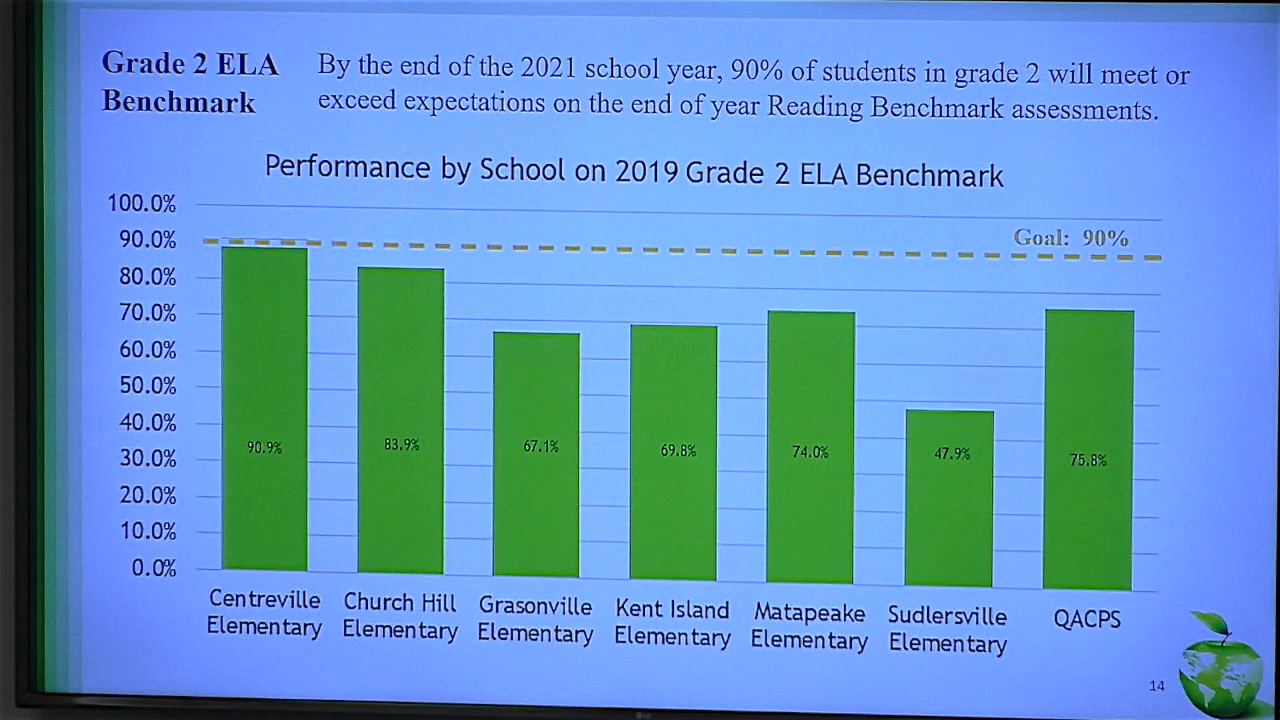 Grade 2 ELA
Benchmark
By the end of the 2021 school year, 90% of students in grade 2 will meet or
exceed expectations on the end of year Reading Benchmark assessments.
Performance by School on 2019 Grade 2 ELA Benchmark
100.0%
90.0%
80.0%
70.0%
60.0%
50.0%
40.0%
30.0%
20.0%
10.0%
0.0%
Goal: 90%
90.9%
83.9%
67.1%
69.8%
74.0%
47.9%
75.8%
Centreville
Elementary
Church Hill
Elementary
Grasonville
Elementary
Kent Island
Elementary
Matapeake
Elementary
Sudlersville
Elementary
QACPS
14
LG